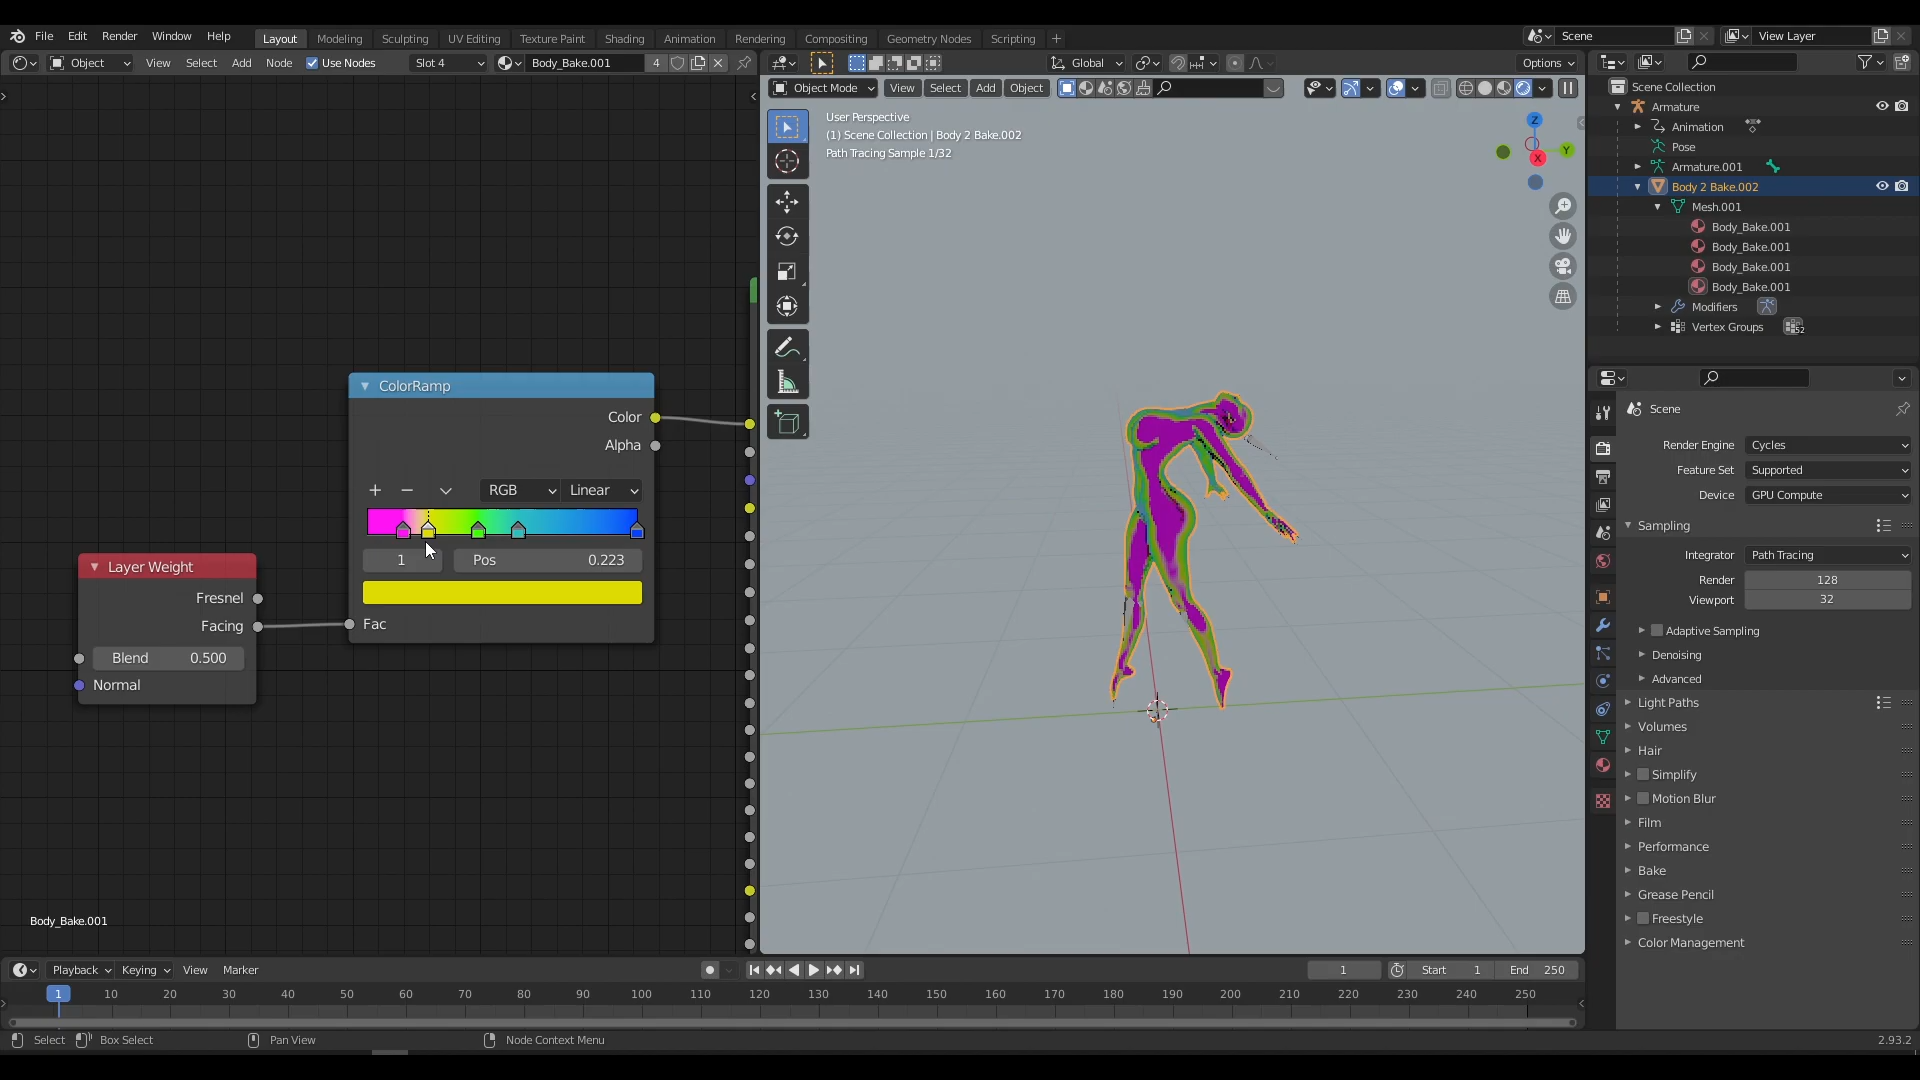 File Edit Render Window Help Layout Modeling Sculpting UV Editing Texture Paint Shading Animation Rendering Compositing Geometry Nodes Scripting + Scene View Layer
Object View Select Add Node Use Nodes Slot 4 Body_Bake.001 4 Global Options
Object Mode View Select Add Object
User Perspective
(1) Scene Collection | Body 2 Bake.002
Path Tracing Sample 1/32
Z
Y
X
ColorRamp
Color
Alpha
RGB Linear
1 Pos 0.223
Fac
Layer Weight
Fresnel
Facing
Blend 0.500
Normal
Body_Bake.001
Scene Collection
Armature
Animation
Pose
Armature.001
Body 2 Bake.002
Mesh.001
Body_Bake.001
Body_Bake.001
Body_Bake.001
Body_Bake.001
Modifiers
Vertex Groups 52
Scene
Render Engine Cycles
Feature Set Supported
Device GPU Compute
Sampling
Integrator Path Tracing
Render 128
Viewport 32
Adaptive Sampling
Denoising
Advanced
Light Paths
Volumes
Hair
Simplify
Motion Blur
Film
Performance
Bake
Grease Pencil
Freestyle
Color Management
Playback Keying View Marker 1 Start 1 End 250
1 10 20 30 40 50 60 70 80 90 100 110 120 130 140 150 160 170 180 190 200 210 220 230 240 250
Select Box Select Pan View Node Context Menu 2.93.2